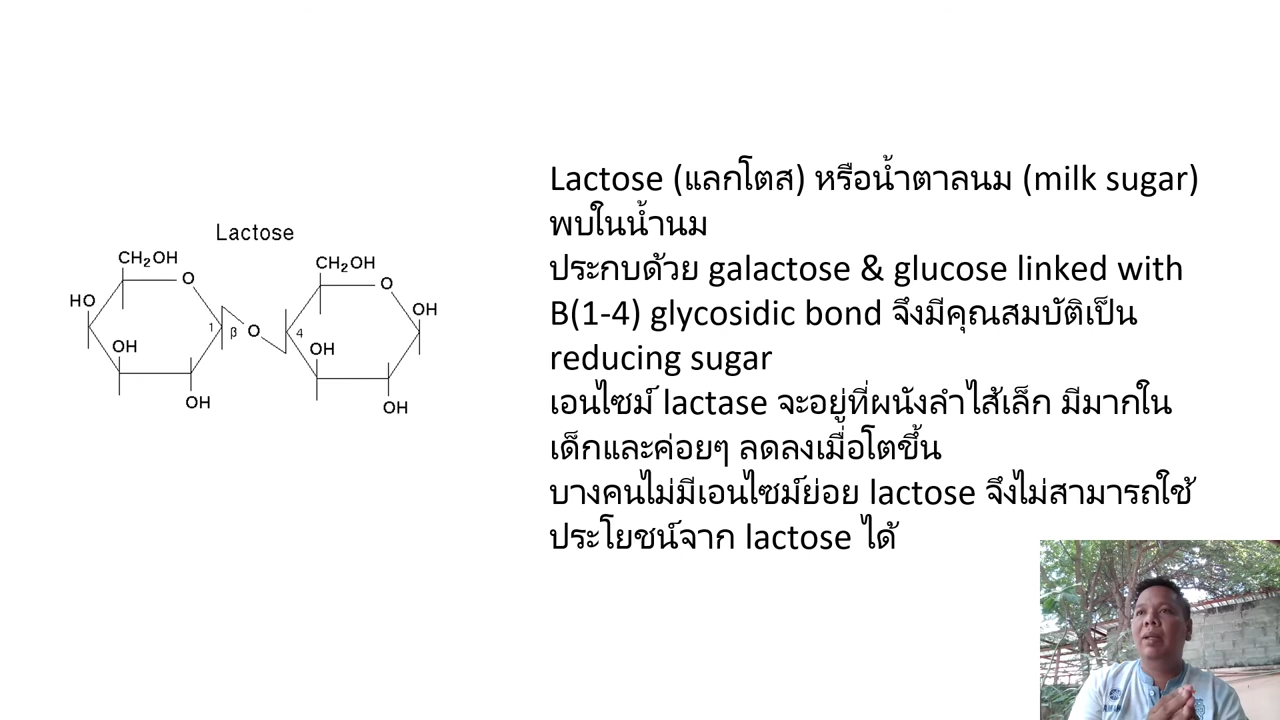 Lactose
CH₂OH
CH₂OH
O
O
HO
OH
1
β
O
4
OH
OH
OH
OH
Lactose (แลกโตส) หรือน้ำตาลนม (milk sugar)
พบในน้ำนม
ประกบด้วย galactose & glucose linked with
B(1-4) glycosidic bond จึงมีคุณสมบัติเป็น
reducing sugar
เอนไซม์ lactase จะอยู่ที่ผนังลำไส้เล็ก มีมากใน
เด็กและค่อยๆ ลดลงเมื่อโตขึ้น
บางคนไม่มีเอนไซม์ย่อย lactose จึงไม่สามารถใช้
ประโยชน์จาก lactose ได้